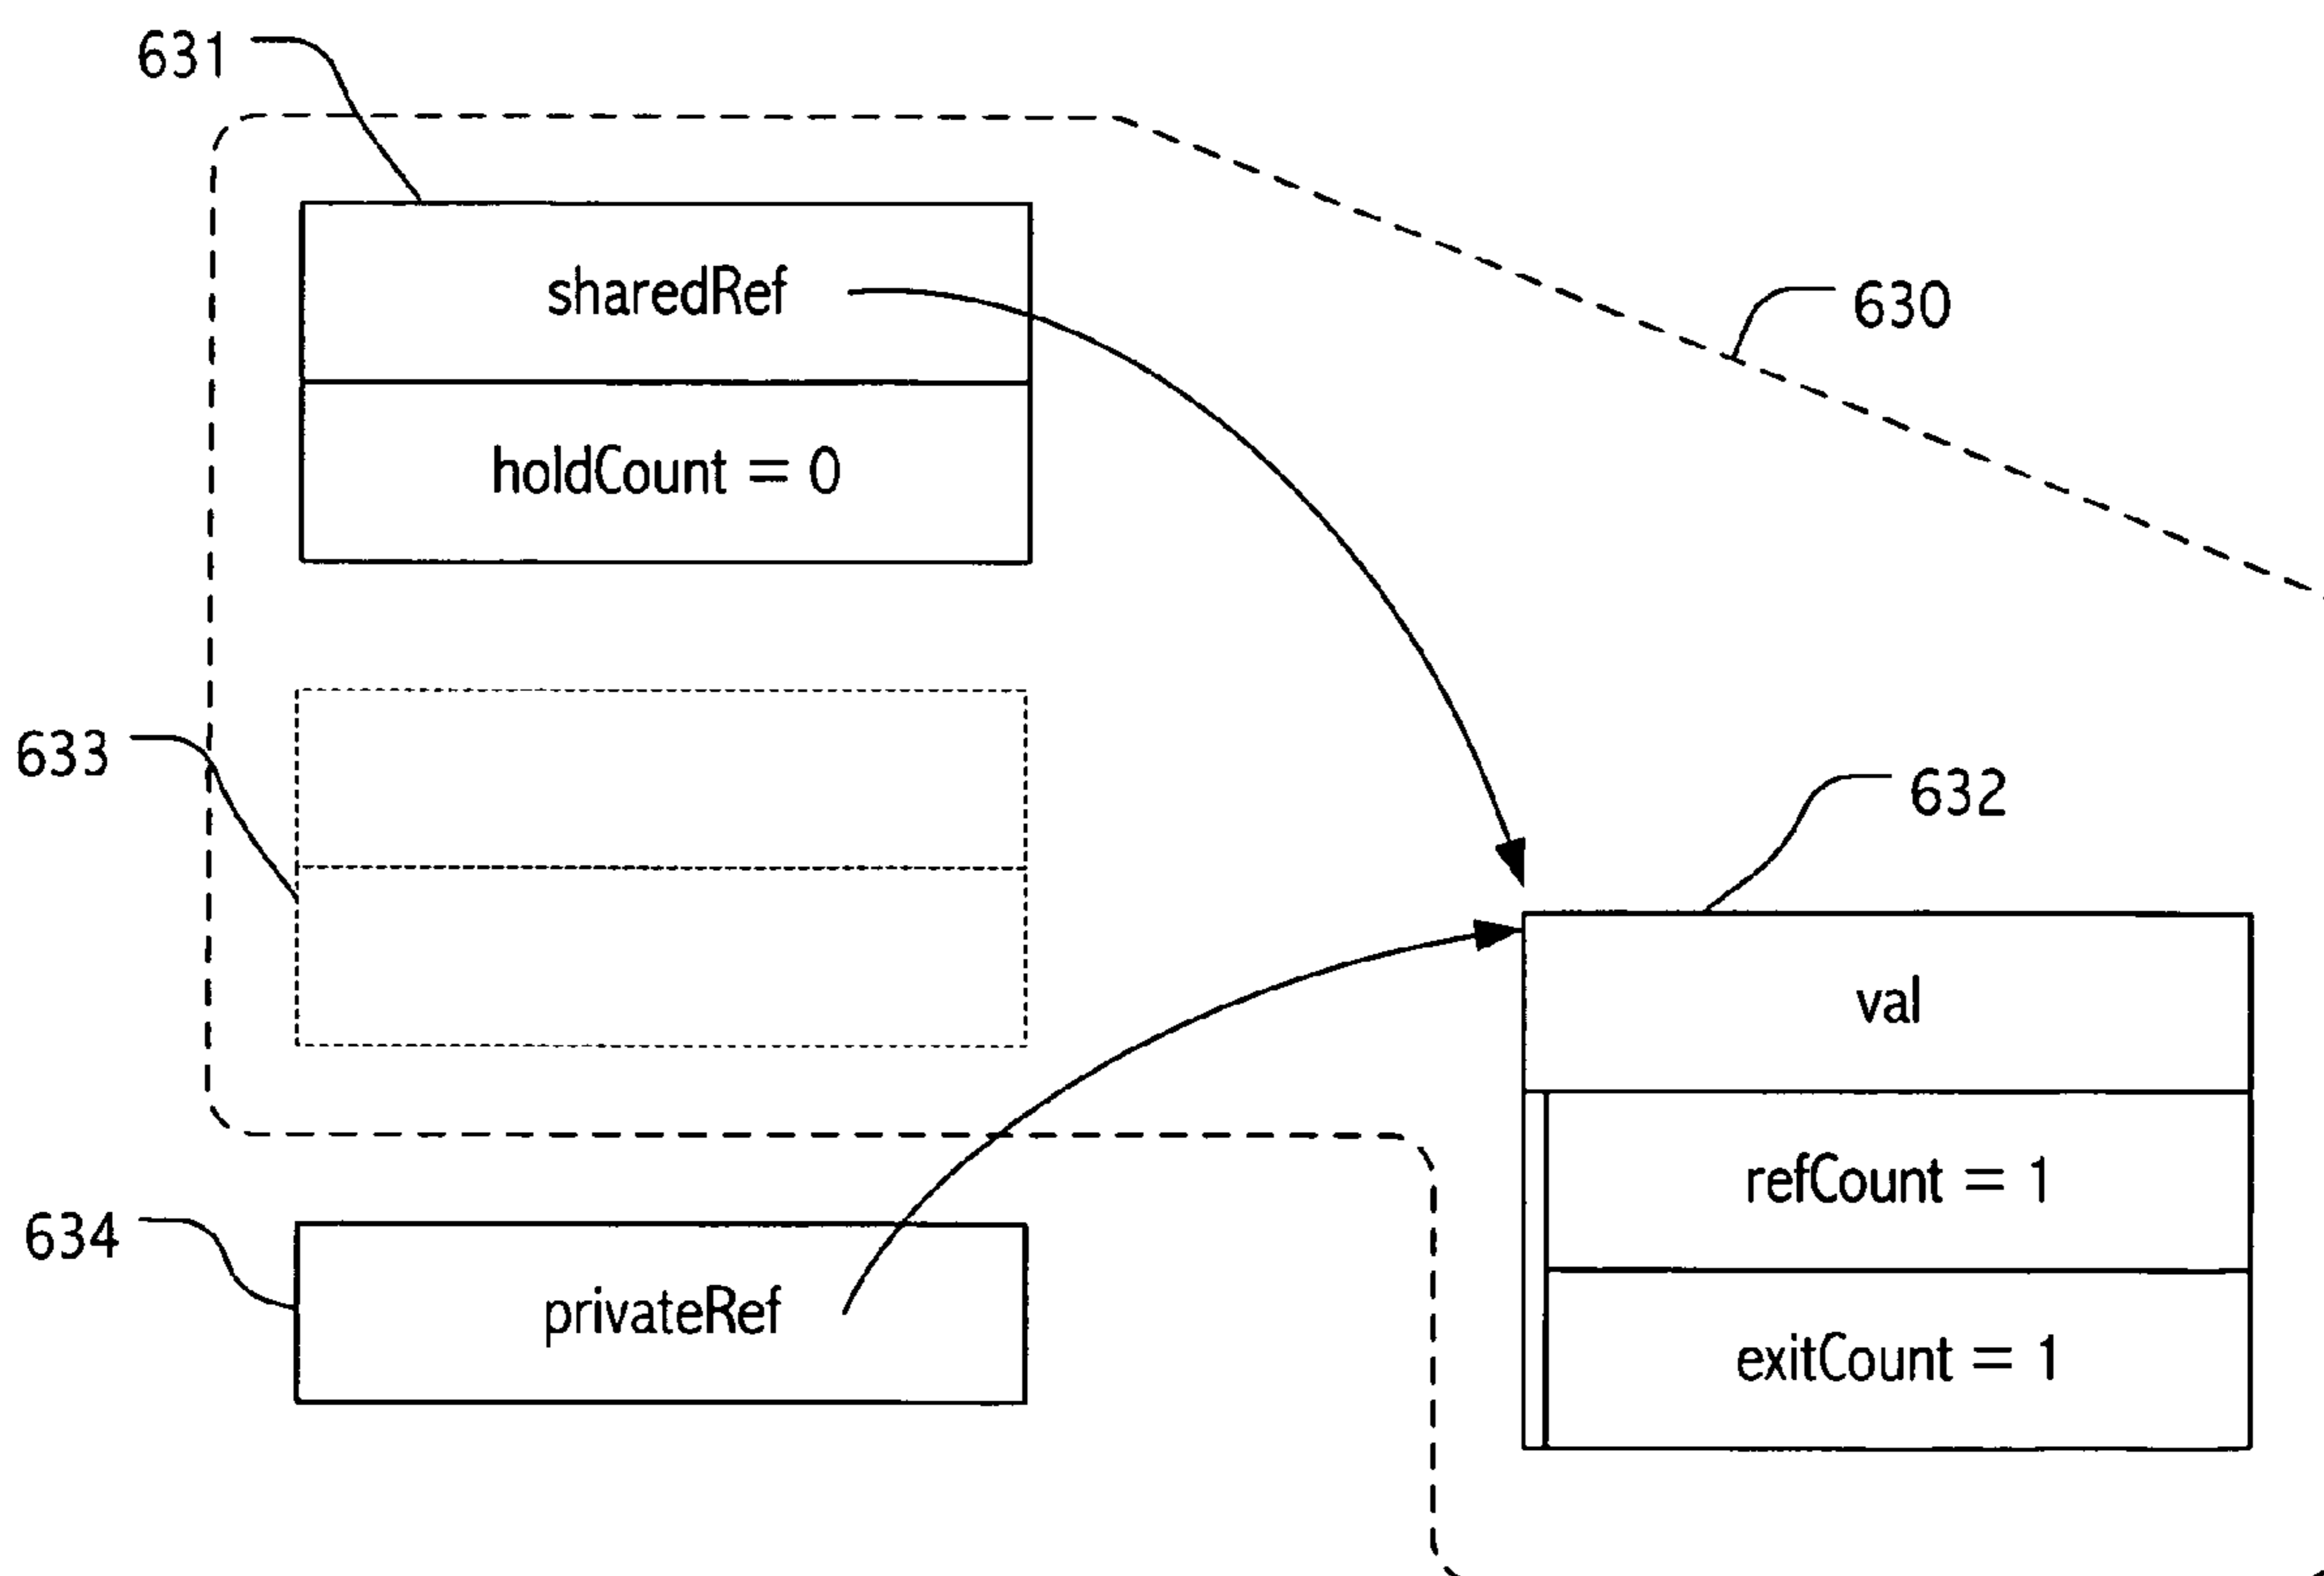 631
sharedRef
630
holdCount = 0
633
632
val
refCount = 1
634
privateRef
exitCount = 1